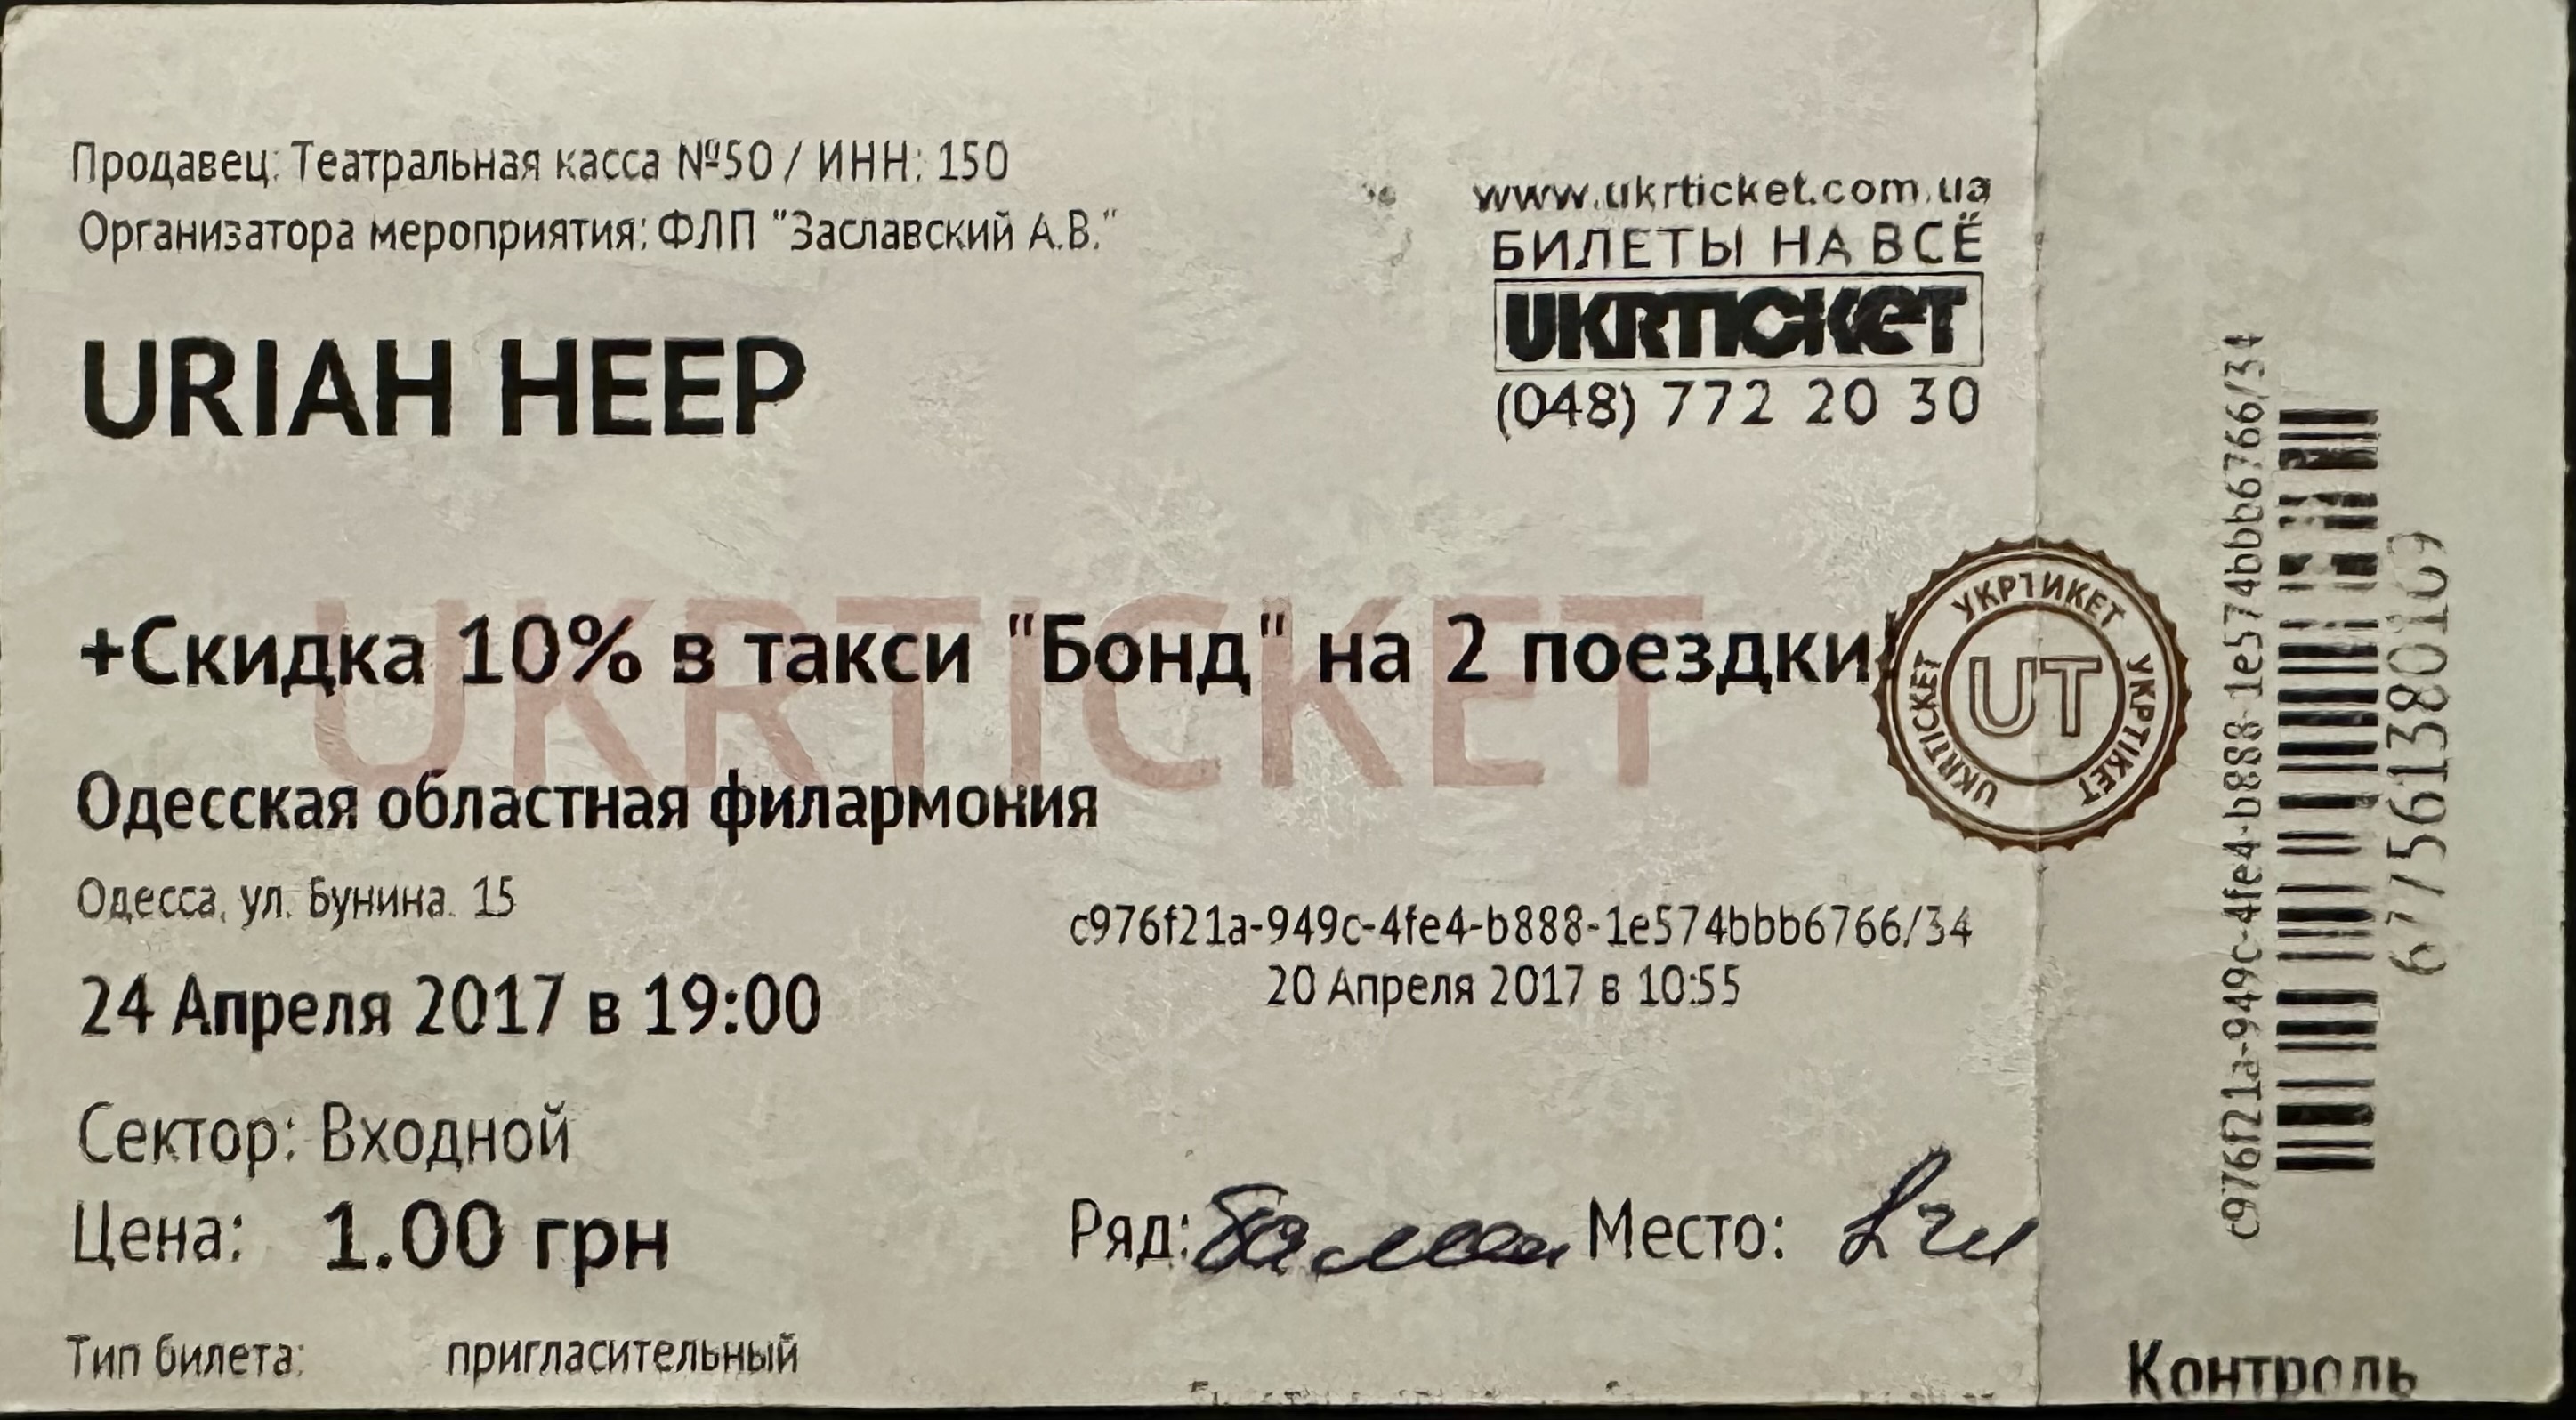 Продавец: Театральная касса №50 / ИНН: 150
Организатора мероприятия: ФЛП "Заславский А.В."
www.ukrticket.com.ua
БИЛЕТЫ НА ВСЁ
UKRTICKET
(048) 772 20 30
URIAH HEEP
UKRTICKET
+Скидка 10% в такси "Бонд" на 2 поездки
УКРТИКЕТ УКРТІКЕТ UKRTICKET
UT
Одесская областная филармония
Одесса, ул. Бунина. 15
c976f21a-949c-4fe4-b888-1e574bbb6766/34
20 Апреля 2017 в 10:55
24 Апреля 2017 в 19:00
Сектор: Входной
Цена: 1.00 грн
Ряд: Место:
Тип билета: пригласительный
c976f21a-949c-4fe4-b888-1e574bbb6766/34
Контроль